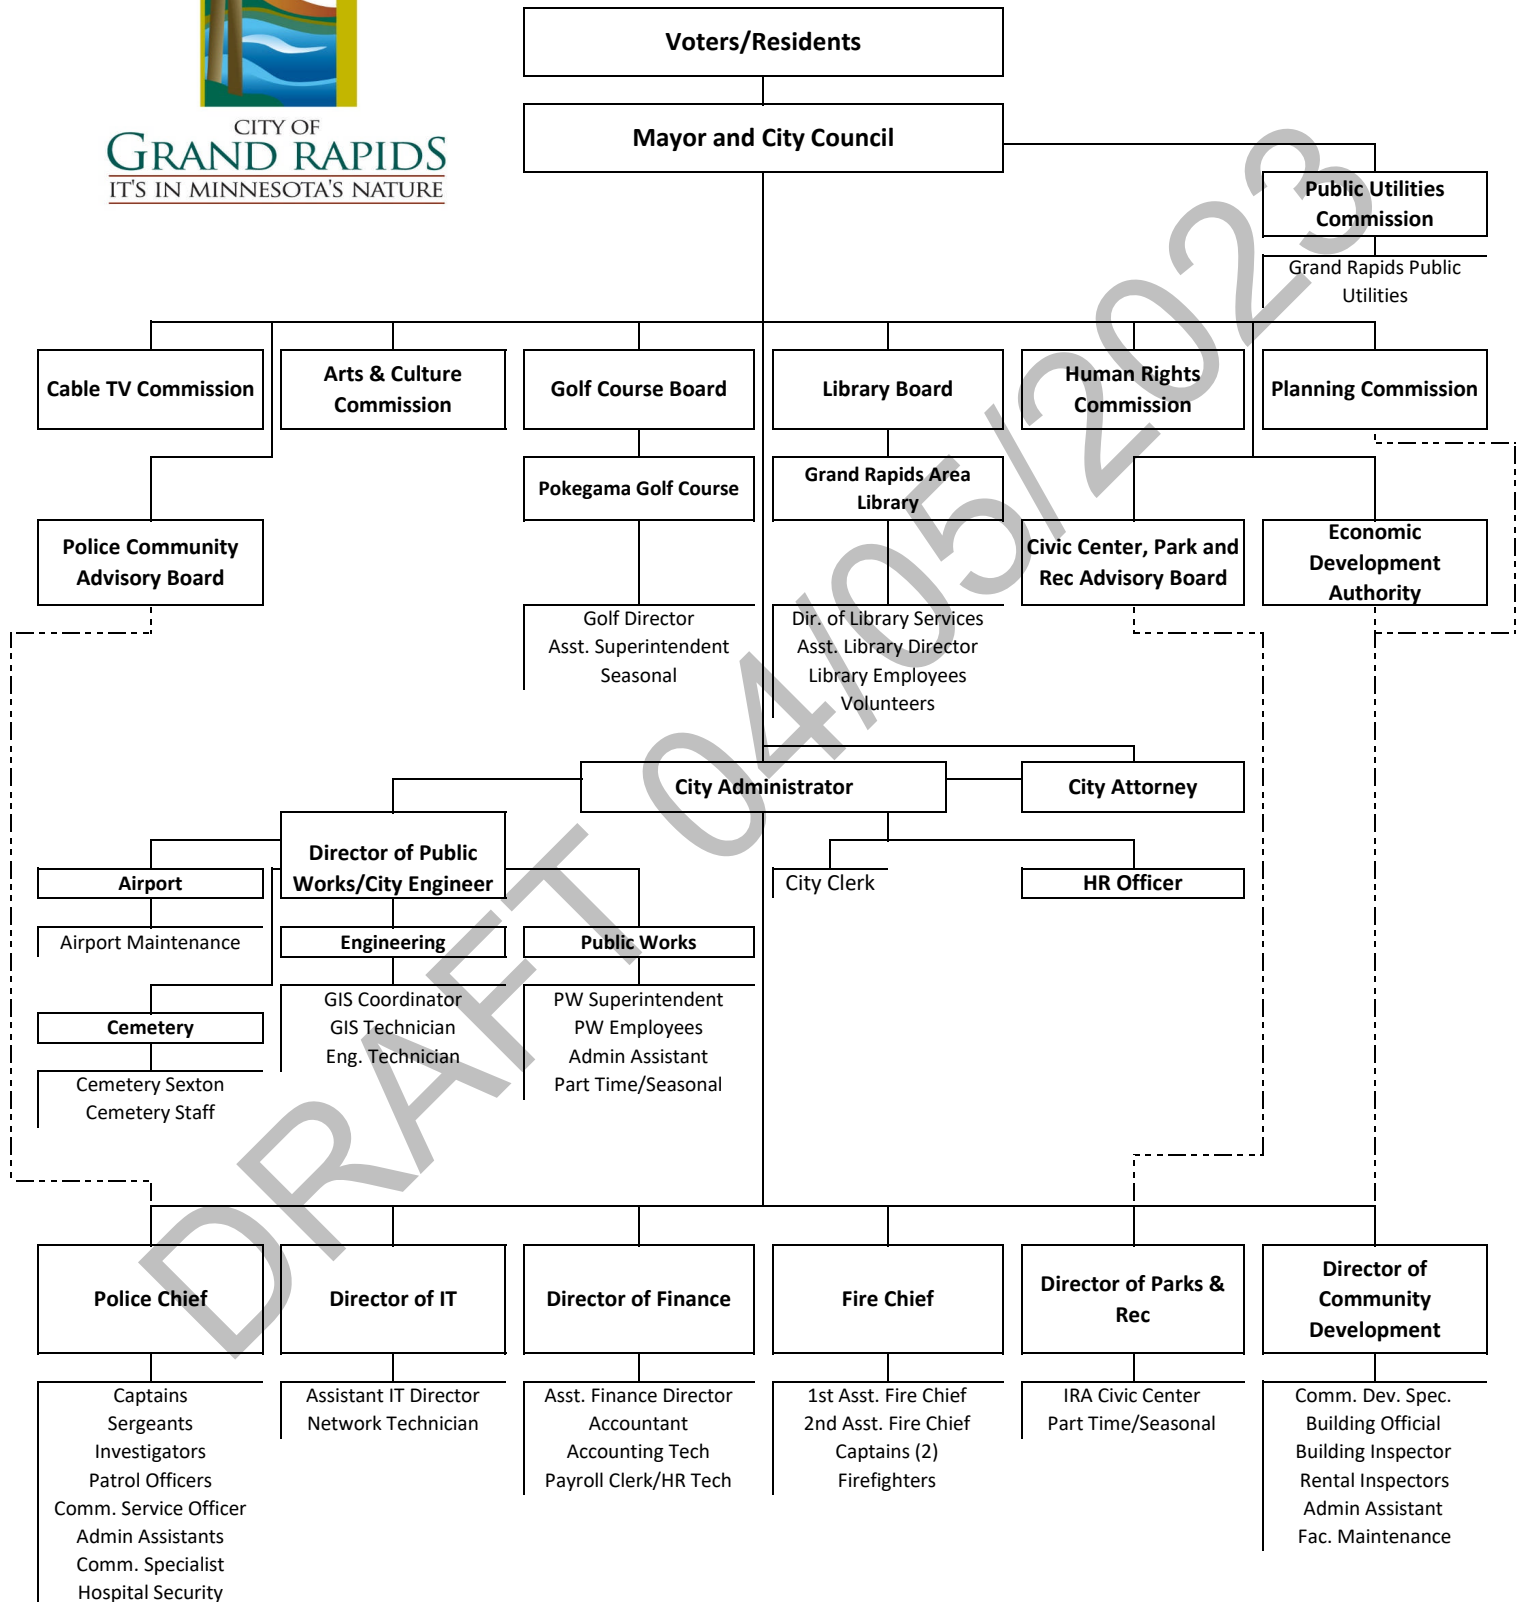 Voters/Residents
CITY OF
GRAND RAPIDS
IT'S IN MINNESOTA'S NATURE
Mayor and City Council
Public Utilities
Commission
Grand Rapids Public
Utilities
Cable TV Commission
Arts & Culture
Commission
Golf Course Board
Library Board
Human Rights
Commission
Planning Commission
Pokegama Golf Course
Grand Rapids Area
Library
Police Community
Advisory Board
Civic Center, Park and
Rec Advisory Board
Economic
Development
Authority
Golf Director
Asst. Superintendent
Seasonal
Dir. of Library Services
Asst. Library Director
Library Employees
Volunteers
City Administrator
City Attorney
Director of Public
Works/City Engineer
City Clerk
HR Officer
Airport
Airport Maintenance
Engineering
Public Works
GIS Coordinator
GIS Technician
Eng. Technician
PW Superintendent
PW Employees
Admin Assistant
Part Time/Seasonal
Cemetery
Cemetery Sexton
Cemetery Staff
Police Chief
Director of IT
Director of Finance
Fire Chief
Director of Parks &
Rec
Director of
Community
Development
Captains
Sergeants
Investigators
Patrol Officers
Comm. Service Officer
Admin Assistants
Comm. Specialist
Hospital Security
Assistant IT Director
Network Technician
Asst. Finance Director
Accountant
Accounting Tech
Payroll Clerk/HR Tech
1st Asst. Fire Chief
2nd Asst. Fire Chief
Captains (2)
Firefighters
IRA Civic Center
Part Time/Seasonal
Comm. Dev. Spec.
Building Official
Building Inspector
Rental Inspectors
Admin Assistant
Fac. Maintenance
DRAFT 04/05/2023